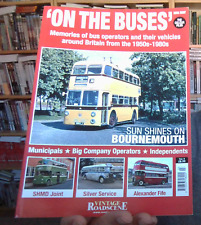 'ON THE BUSES'
Memories of bus operators and their vehicles
around Britain from the 1950s-1980s
SUN SHINES ON
BOURNEMOUTH
Municipals ★ Big Company Operators ★ Independents
SHMD Joint
Silver Service
Alexander Fife
VINTAGE
ROADSCENE